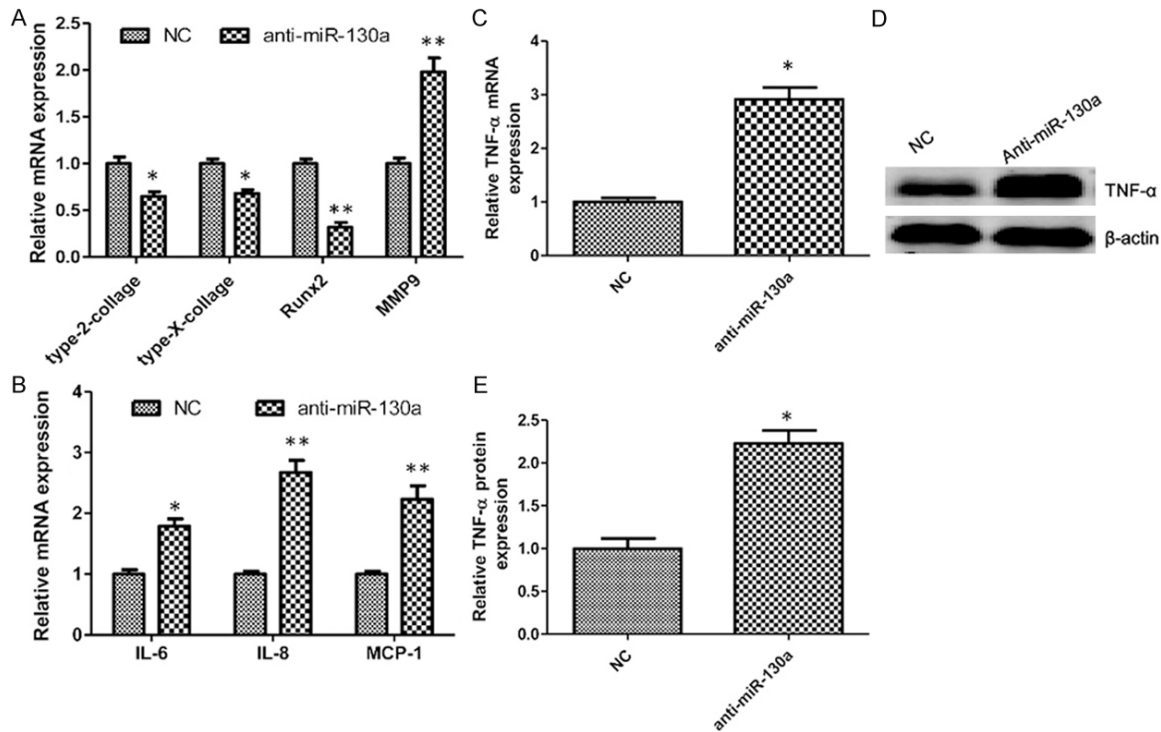 A
Relative mRNA expression
2.5
2.0
1.5
1.0
0.5
0.0
NC
anti-miR-130a
*
*
**
**
type-2-collage
type-X-collage
Runx2
MMP9
B
Relative mRNA expression
4
3
2
1
0
NC
anti-miR-130a
*
**
**
IL-6
IL-8
MCP-1
C
Relative TNF-α mRNA
expression
4
3
2
1
0
*
NC
anti-miR-130a
D
NC
Anti-miR-130a
TNF-α
β-actin
E
Relative TNF-α protein
expression
2.5
2.0
1.5
1.0
0.5
0.0
*
NC
anti-miR-130a